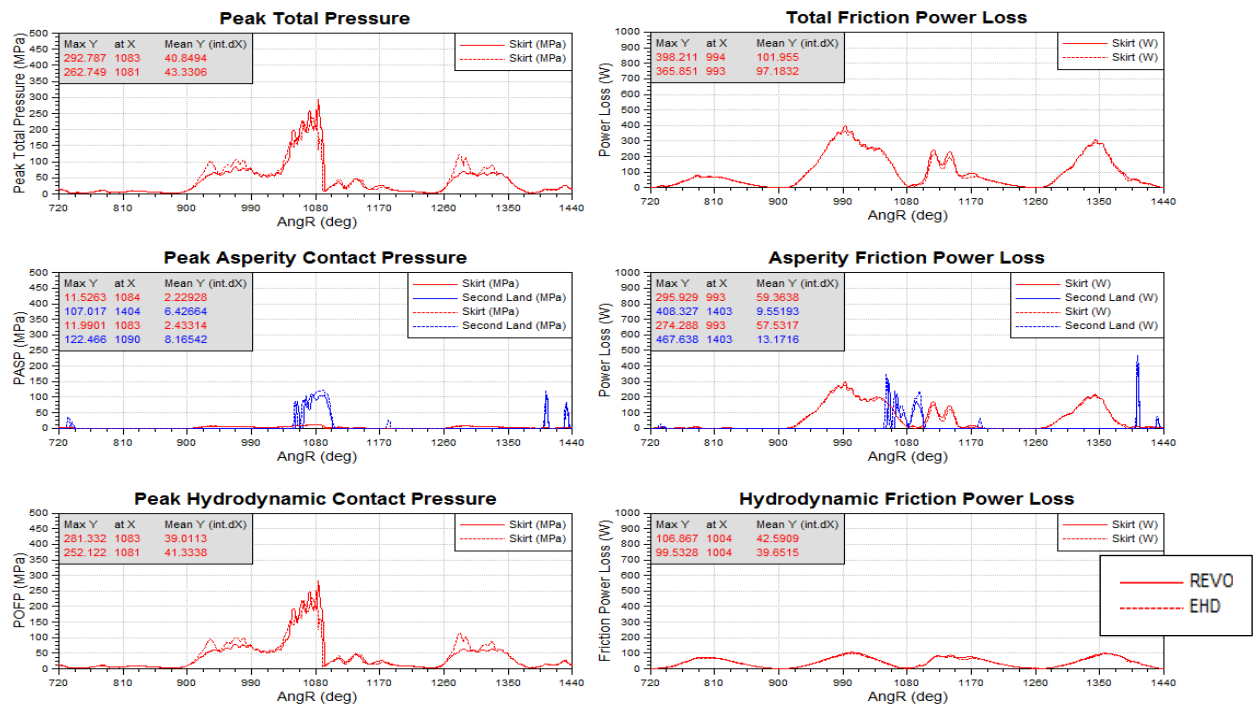 Peak Total Pressure
Max Y at X Mean Y (int.dX)
292.787 1083 40.8494
262.749 1081 43.3306
Skirt (MPa)
Skirt (MPa)
Peak Total Pressure (MPa)
500
450
400
350
300
250
200
150
100
50
0
720 810 900 990 1080 1170 1260 1350 1440
AngR (deg)
Total Friction Power Loss
Max Y at X Mean Y (int.dX)
398.211 994 101.955
365.851 993 97.1832
Skirt (W)
Skirt (W)
Power Loss (W)
1000
900
800
700
600
500
400
300
200
100
0
720 810 900 990 1080 1170 1260 1350 1440
AngR (deg)
Peak Asperity Contact Pressure
Max Y at X Mean Y (int.dX)
11.5263 1084 2.22928
107.017 1404 6.42664
11.9901 1083 2.43314
122.466 1090 8.16542
Skirt (MPa)
Second Land (MPa)
Skirt (MPa)
Second Land (MPa)
PASP (MPa)
500
450
400
350
300
250
200
150
100
50
0
720 810 900 990 1080 1170 1260 1350 1440
AngR (deg)
Asperity Friction Power Loss
Max Y at X Mean Y (int.dX)
295.929 993 59.3638
408.327 1403 9.55193
274.288 993 57.5317
467.638 1403 13.1716
Skirt (W)
Second Land (W)
Skirt (W)
Second Land (W)
Power Loss (W)
1000
900
800
700
600
500
400
300
200
100
0
720 810 900 990 1080 1170 1260 1350 1440
AngR (deg)
Peak Hydrodynamic Contact Pressure
Max Y at X Mean Y (int.dX)
281.332 1083 39.0113
252.122 1081 41.3338
Skirt (MPa)
Skirt (MPa)
POFP (MPa)
500
450
400
350
300
250
200
150
100
50
0
720 810 900 990 1080 1170 1260 1350 1440
AngR (deg)
Hydrodynamic Friction Power Loss
Max Y at X Mean Y (int.dX)
106.867 1004 42.5909
99.5328 1004 39.6515
Skirt (W)
Skirt (W)
Friction Power Loss (W)
1000
900
800
700
600
500
400
300
200
100
0
720 810 900 990 1080 1170 1260 1350 1440
AngR (deg)
REVO
EHD